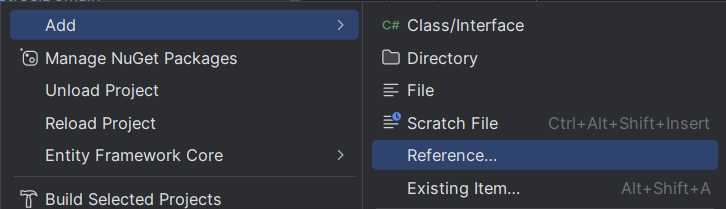 Add
Manage NuGet Packages
Unload Project
Reload Project
Entity Framework Core
Build Selected Projects
C# Class/Interface
Directory
File
Scratch File Ctrl+Alt+Shift+Insert
Reference...
Existing Item... Alt+Shift+A